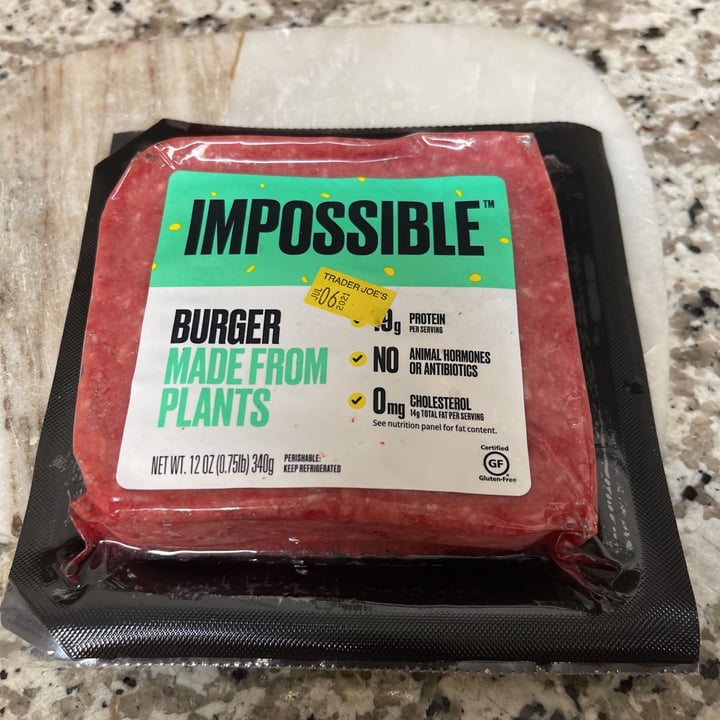 IMPOSSIBLE™
TRADER JOE'S
JUL 06 2021
BURGER
MADE FROM
PLANTS
g PROTEIN
PER SERVING
NO ANIMAL HORMONES
OR ANTIBIOTICS
0mg CHOLESTEROL
14g TOTAL FAT PER SERVING
See nutrition panel for fat content.
NET WT. 12 OZ (0.75lb) 340g
PERISHABLE:
KEEP REFRIGERATED
Certified
GF
Gluten-Free